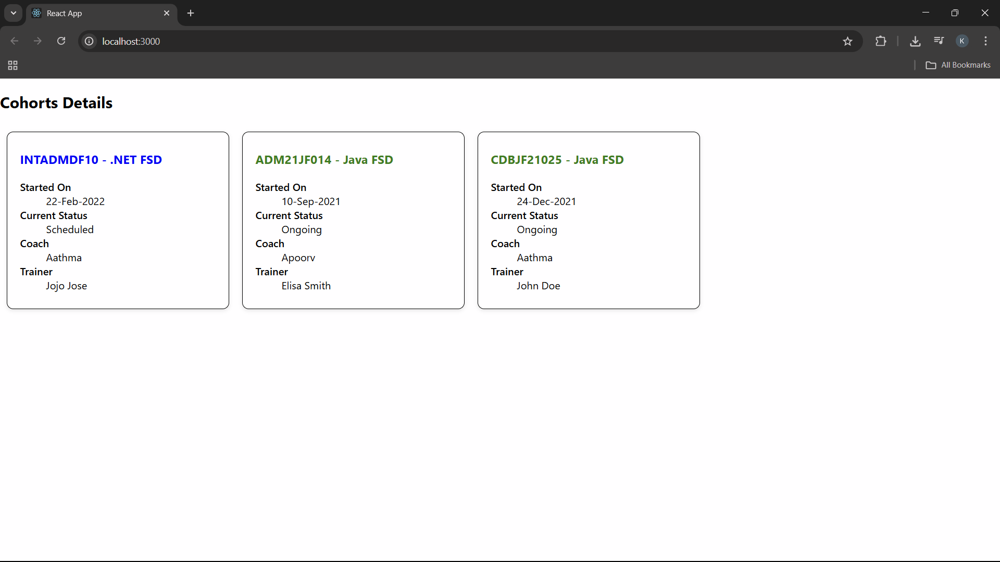 React App
localhost:3000
K
All Bookmarks
Cohorts Details
INTADMDF10 - .NET FSD
Started On
22-Feb-2022
Current Status
Scheduled
Coach
Aathma
Trainer
Jojo Jose
ADM21JF014 - Java FSD
Started On
10-Sep-2021
Current Status
Ongoing
Coach
Apoorv
Trainer
Elisa Smith
CDBJF21025 - Java FSD
Started On
24-Dec-2021
Current Status
Ongoing
Coach
Aathma
Trainer
John Doe